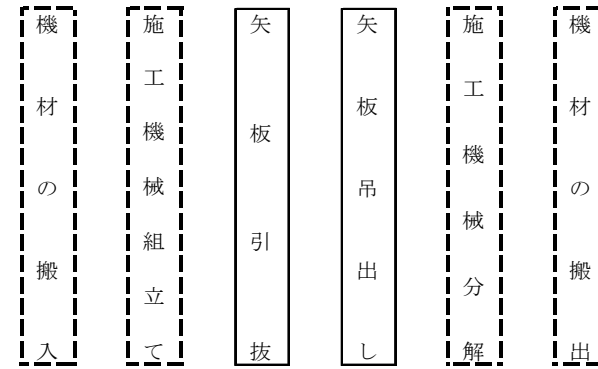 機材の搬入
施工機械組立て
矢板引抜
矢板吊出し
施工機械分解
機材の搬出